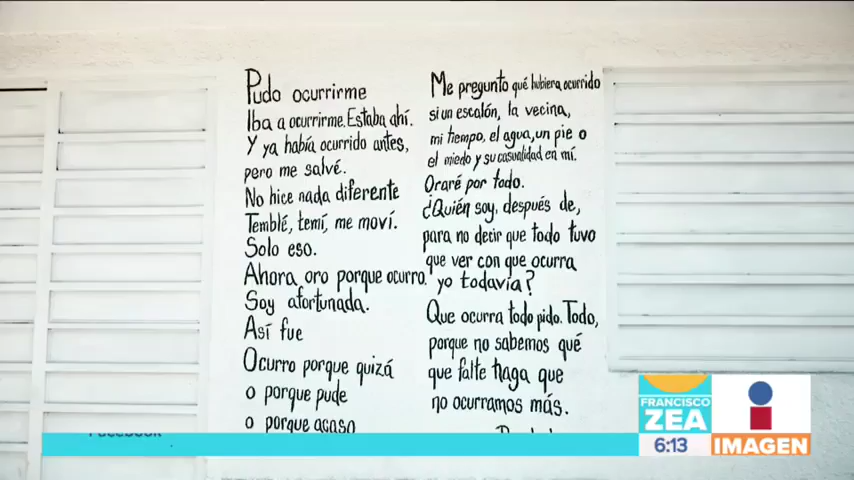 Pudo ocurrirme
Iba a ocurrirme. Estaba ahí.
Y ya había ocurrido antes,
pero me salvé.
No hice nada diferente
Temblé, temí, me moví.
Solo eso.
Ahora oro porque ocurro.
Soy afortunada.
Así fue
Ocurro porque quizá
o porque pude
o porque acaso
Me pregunto qué hubiera ocurrido
si un escalón, la vecina,
mi tiempo, el agua, un pie o
el miedo y su casualidad en mí.
Oraré por todo.
¿Quién soy, después de,
para no decir que todo tuvo
que ver con que ocurra
yo todavía?
Que ocurra todo pido. Todo,
porque no sabemos qué
que falte haga que
no ocurramos más.
Facebook
FRANCISCO
ZEA
6:13
IMAGEN